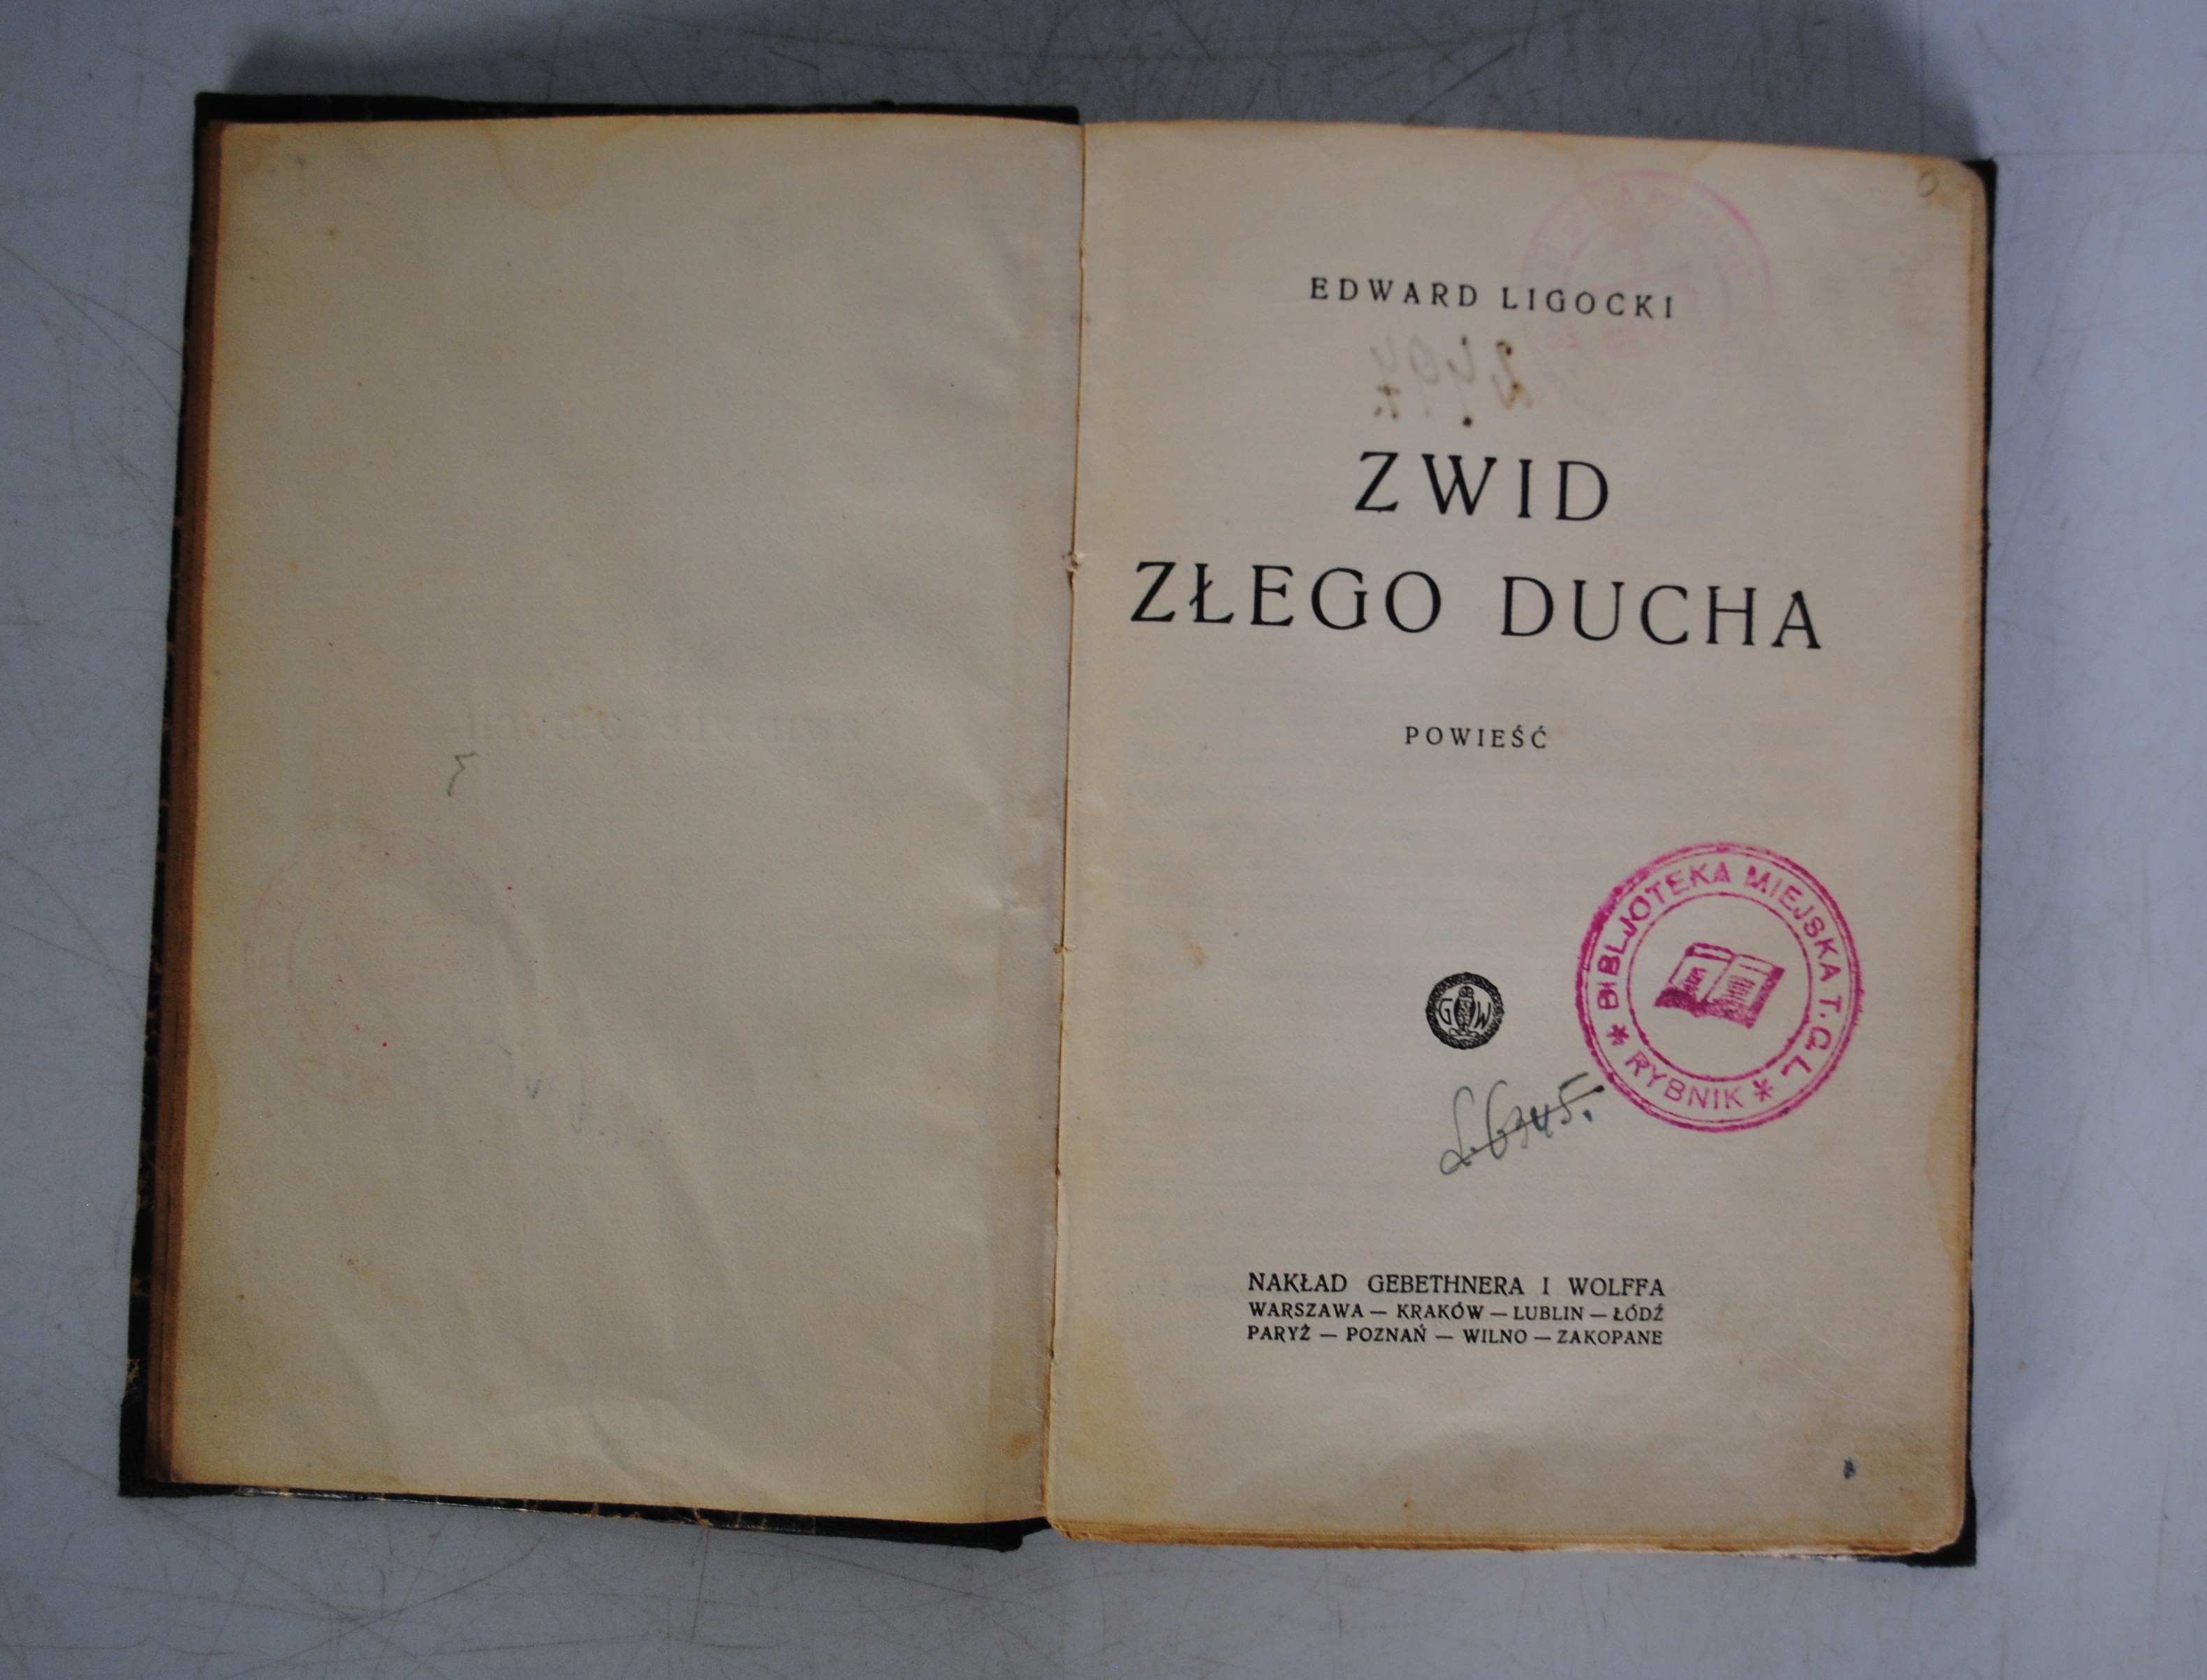 EDWARD LIGOCKI
ZWID
ZŁEGO DUCHA
POWIEŚĆ
G W
BIBLJOTEKA MIEJSKA T.C.L.
RYBNIK
NAKŁAD GEBETHNERA I WOLFFA
WARSZAWA — KRAKÓW — LUBLIN — ŁÓDŹ
PARYŻ — POZNAŃ — WILNO — ZAKOPANE